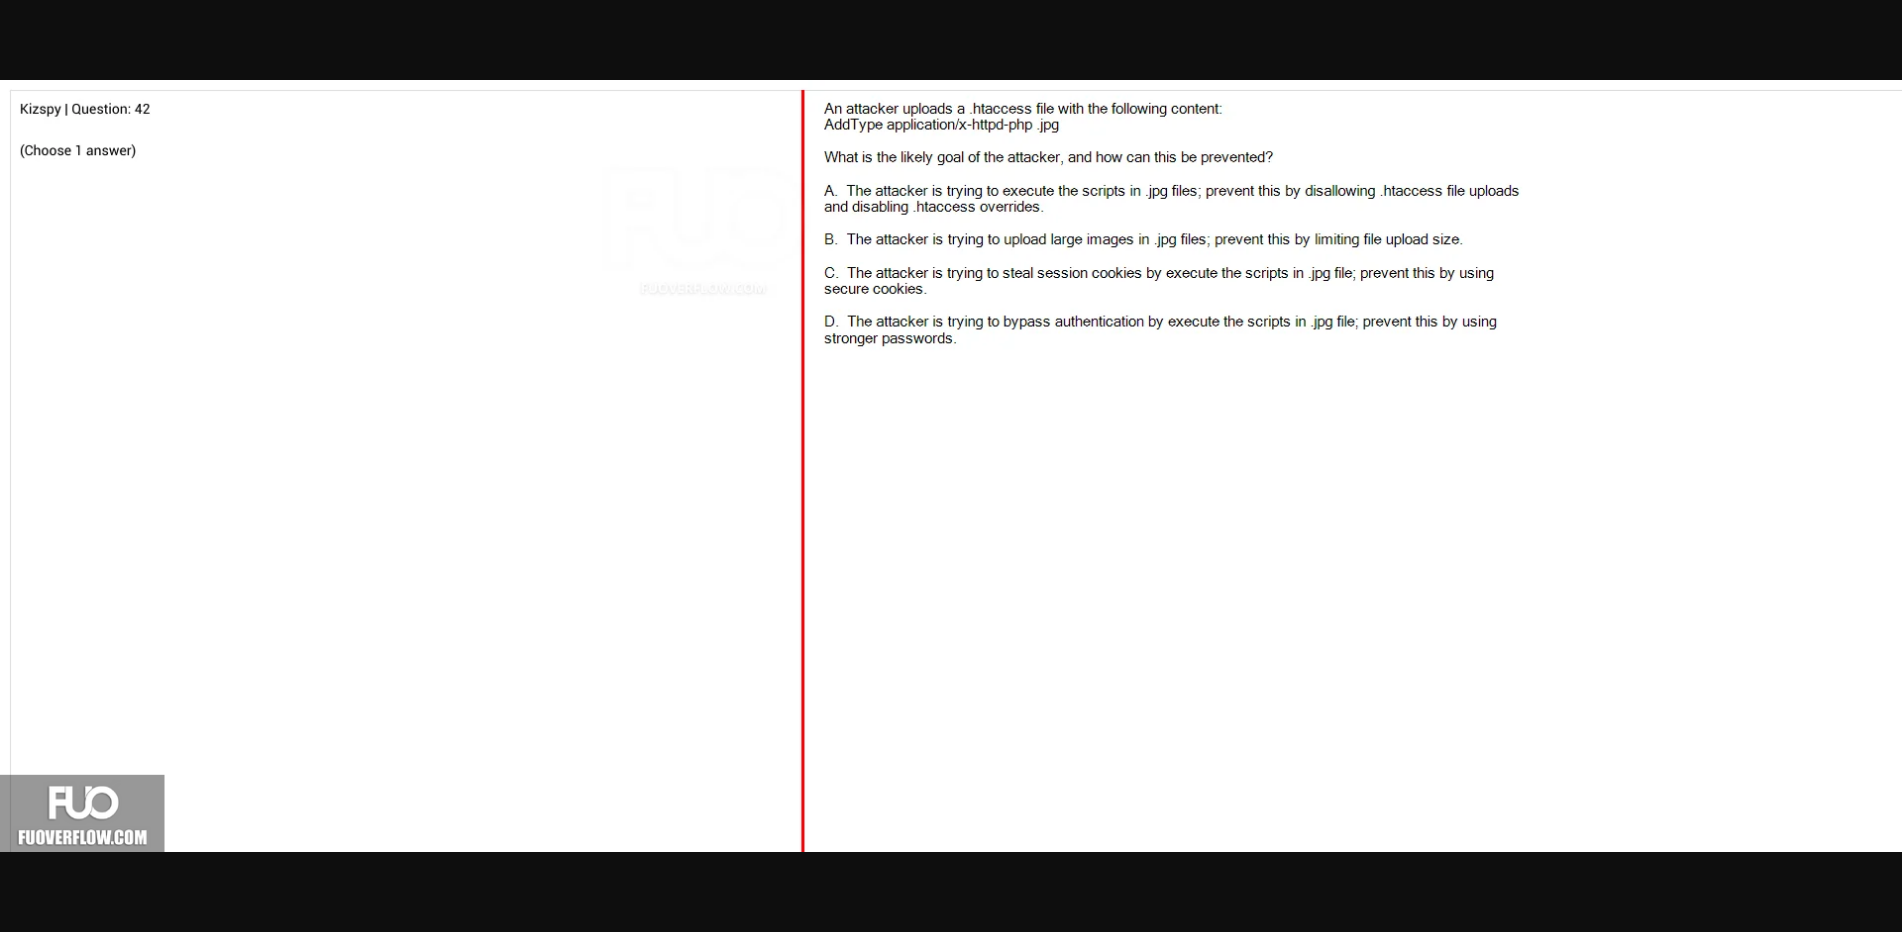 Kizspy | Question: 42
(Choose 1 answer)
An attacker uploads a .htaccess file with the following content:
AddType application/x-httpd-php .jpg
What is the likely goal of the attacker, and how can this be prevented?
A. The attacker is trying to execute the scripts in .jpg files; prevent this by disallowing .htaccess file uploads
and disabling .htaccess overrides.
B. The attacker is trying to upload large images in .jpg files; prevent this by limiting file upload size.
C. The attacker is trying to steal session cookies by execute the scripts in .jpg file; prevent this by using
secure cookies.
D. The attacker is trying to bypass authentication by execute the scripts in .jpg file; prevent this by using
stronger passwords.
FUO
FUOVERFLOW.COM
FUO
FUOVERFLOW.COM